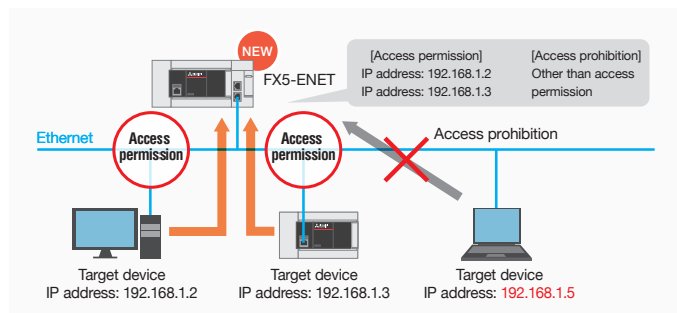 NEW
FX5-ENET
[Access permission] [Access prohibition]
IP address: 192.168.1.2 Other than access
IP address: 192.168.1.3 permission
Ethernet
Access
permission
Access
permission
Access prohibition
Target device
IP address: 192.168.1.2
Target device
IP address: 192.168.1.3
Target device
IP address: 192.168.1.5